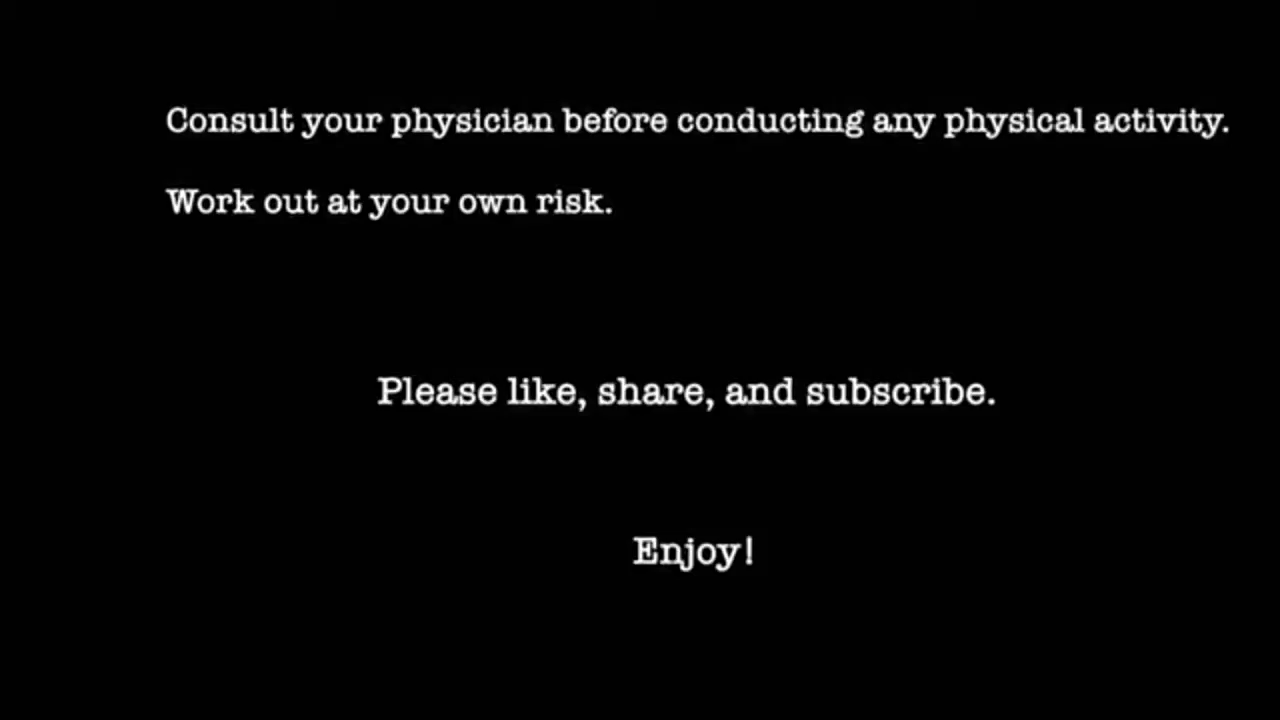 Consult your physician before conducting any physical activity.
Work out at your own risk.
Please like, share, and subscribe.
Enjoy!